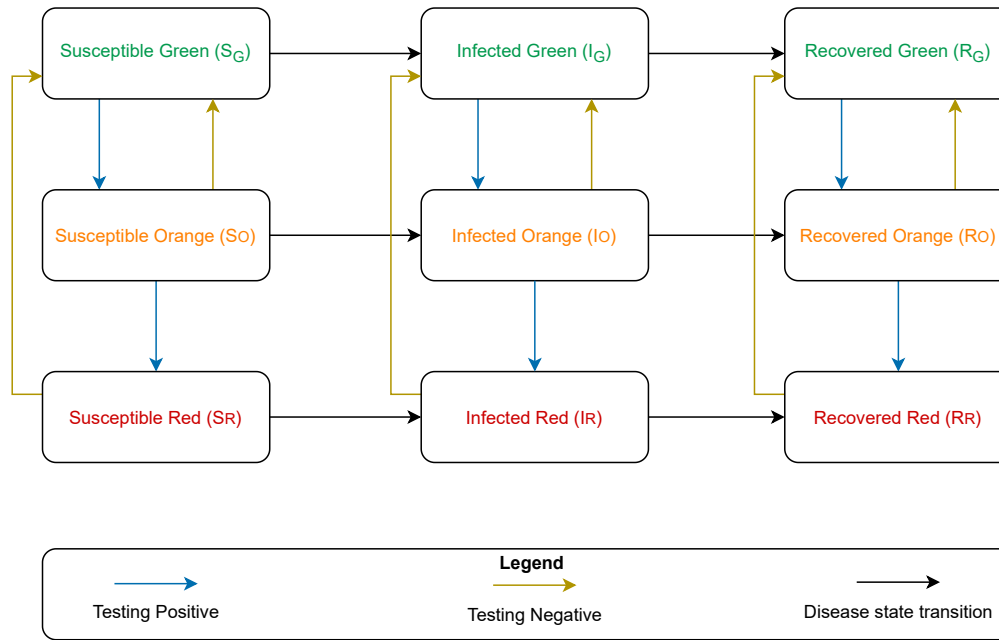 Susceptible Green (SG)
Infected Green (IG)
Recovered Green (RG)
Susceptible Orange (SO)
Infected Orange (IO)
Recovered Orange (RO)
Susceptible Red (SR)
Infected Red (IR)
Recovered Red (RR)
Legend
Testing Positive
Testing Negative
Disease state transition